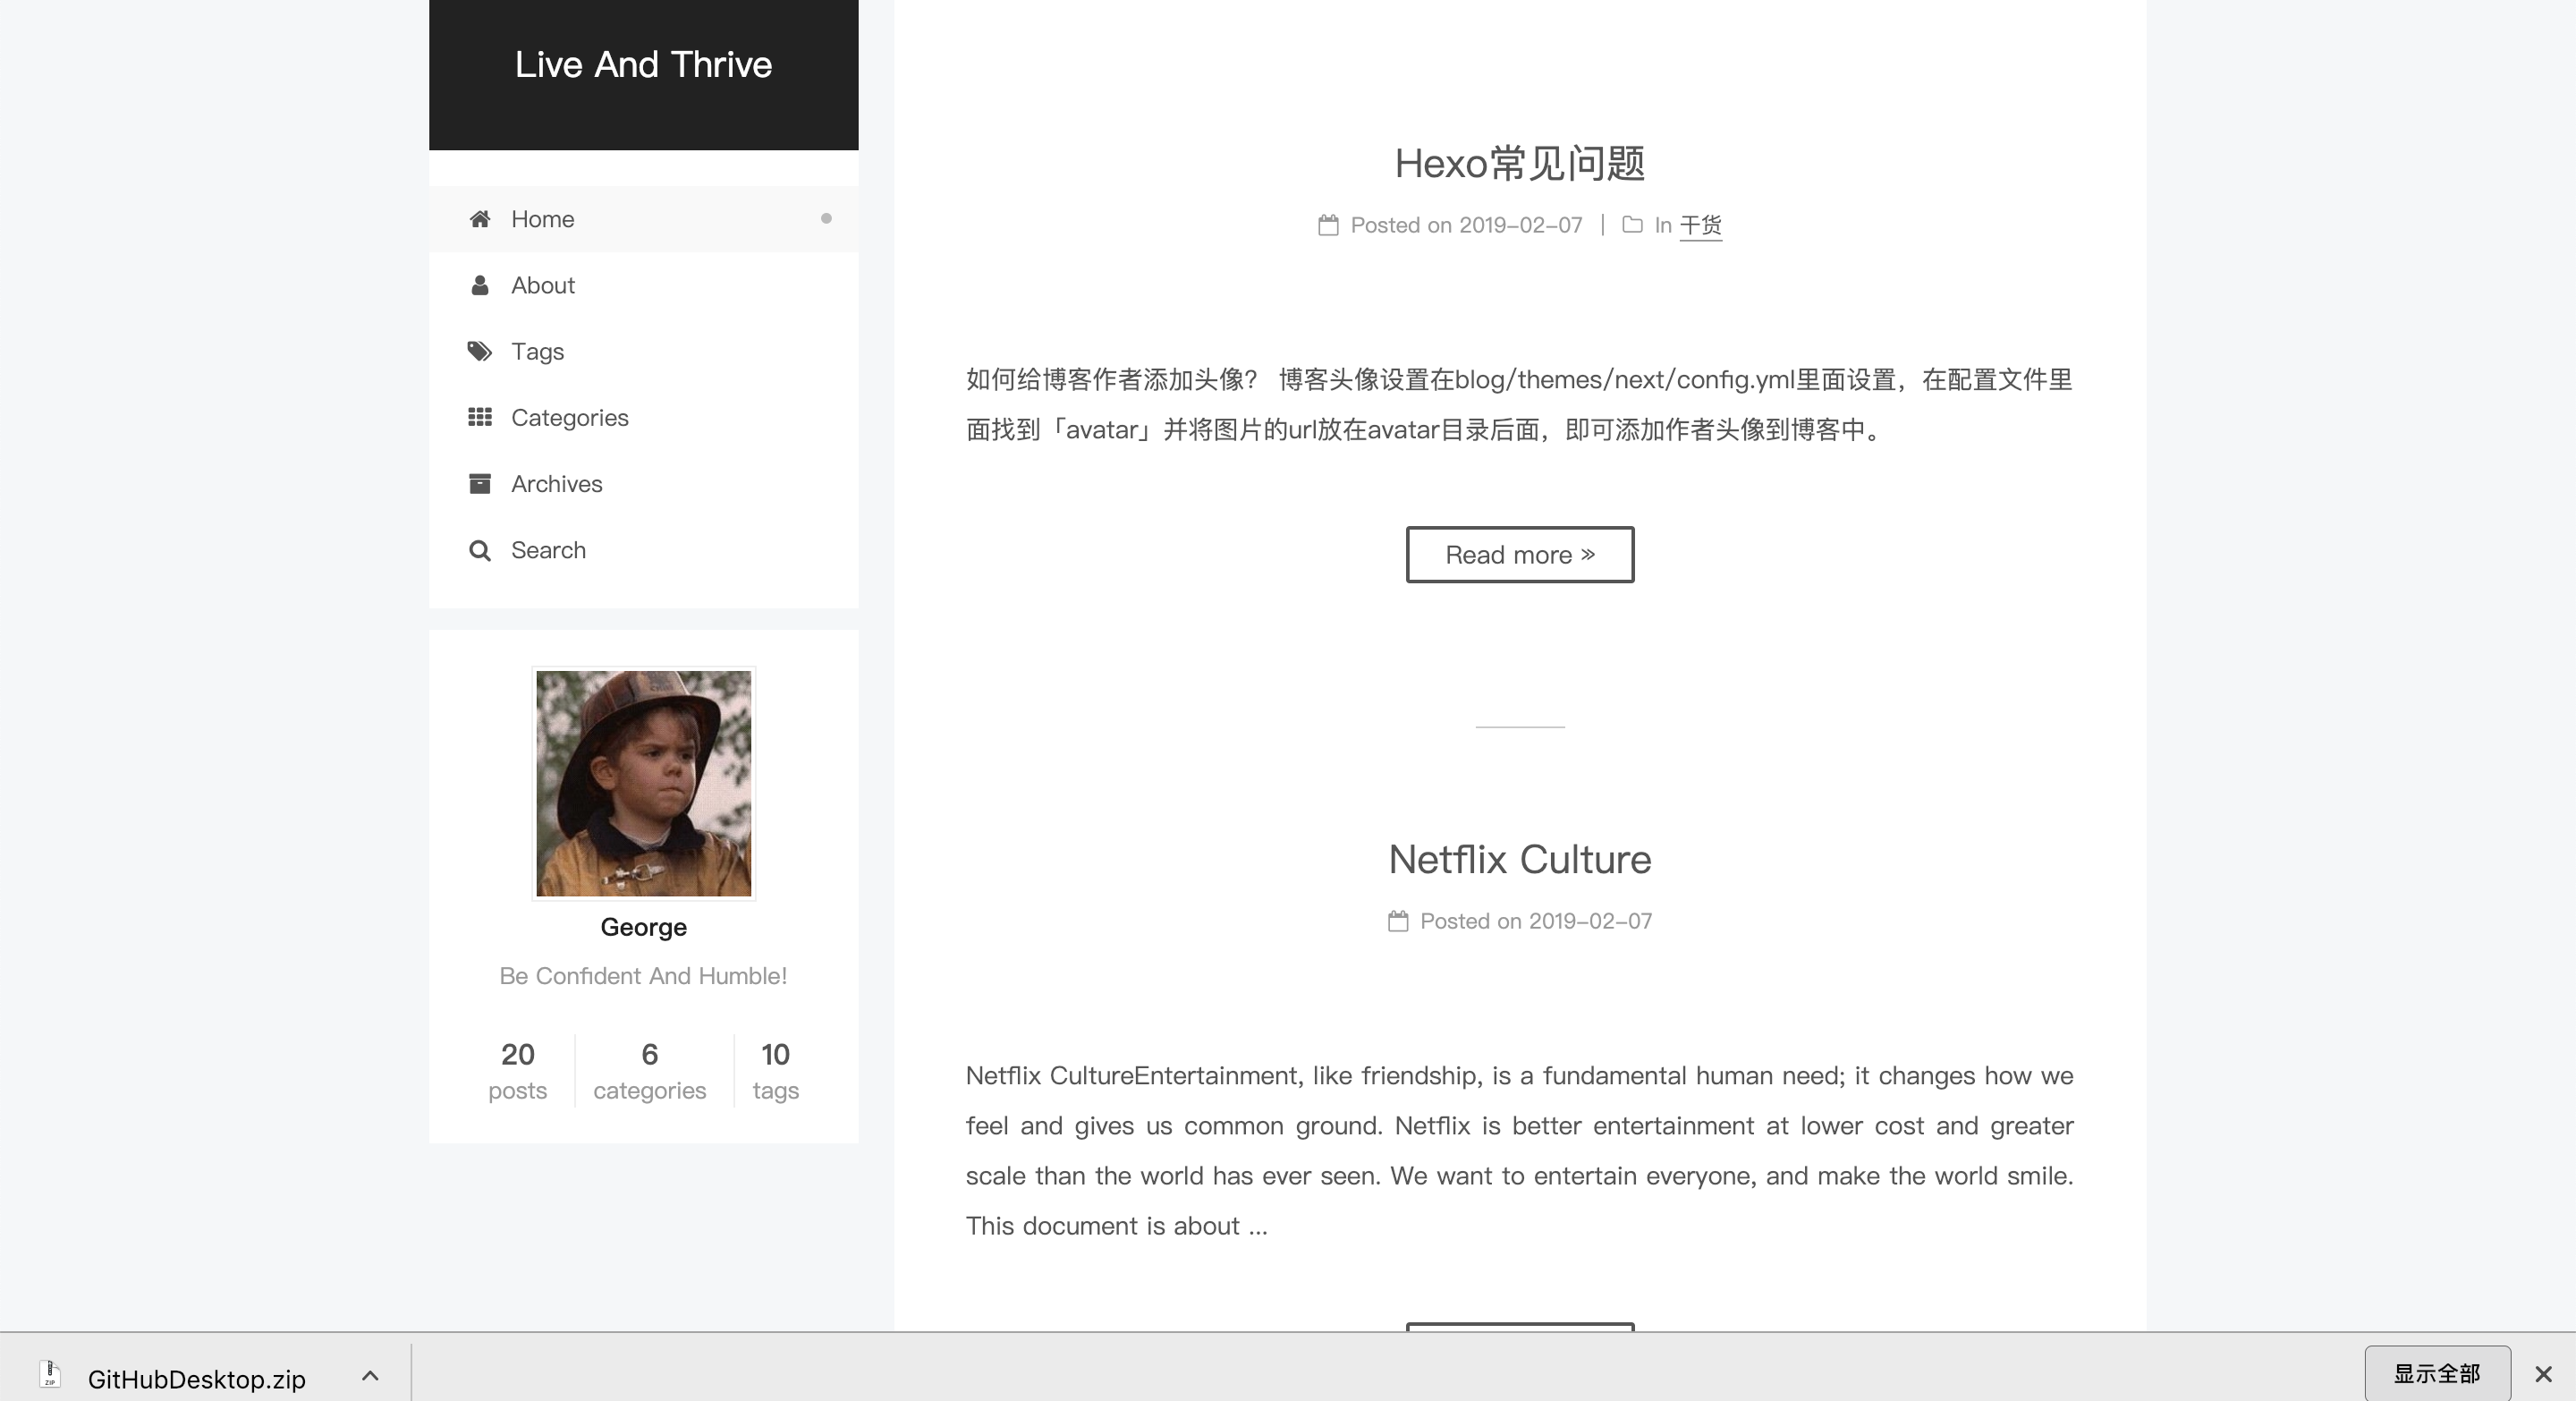 Live And Thrive
Home
About
Tags
Categories
Archives
Search
George
Be Confident And Humble!
20
posts
6
categories
10
tags
Hexo常见问题
Posted on 2019-02-07 | In 干货
如何给博客作者添加头像？ 博客头像设置在blog/themes/next/config.yml里面设置，在配置文件里
面找到「avatar」并将图片的url放在avatar目录后面，即可添加作者头像到博客中。
Read more »
Netflix Culture
Posted on 2019-02-07
Netflix CultureEntertainment, like friendship, is a fundamental human need; it changes how we
feel and gives us common ground. Netflix is better entertainment at lower cost and greater
scale than the world has ever seen. We want to entertain everyone, and make the world smile.
This document is about ...
ZIP
GitHubDesktop.zip
显示全部